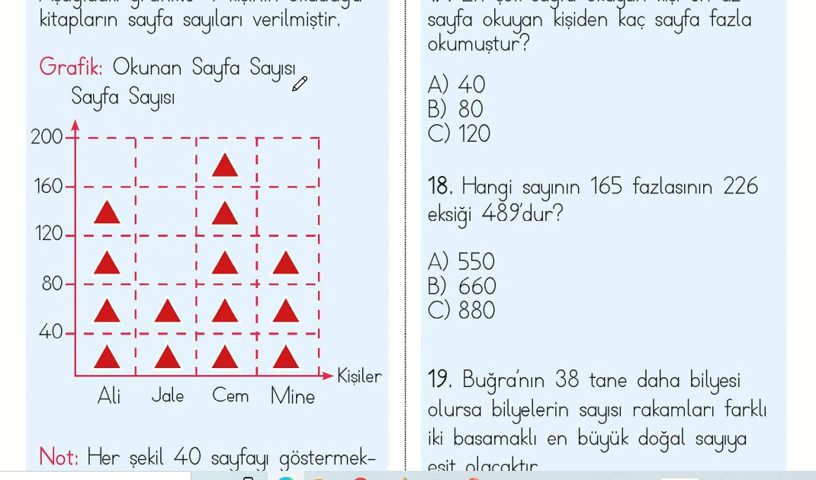 kitapların sayfa sayıları verilmiştir.
Grafik: Okunan Sayfa Sayısı
Sayfa Sayısı
200
160
120
80
40
Kişiler
Ali Jale Cem Mine
Not: Her şekil 40 sayfayı göstermek-
sayfa okuyan kişiden kaç sayfa fazla
okumuştur?
A) 40
B) 80
C) 120
18. Hangi sayının 165 fazlasının 226
eksiği 489'dur?
A) 550
B) 660
C) 880
19. Buğra'nın 38 tane daha bilyesi
olursa bilyelerin sayısı rakamları farklı
iki basamaklı en büyük doğal sayıya
eşit olacaktır